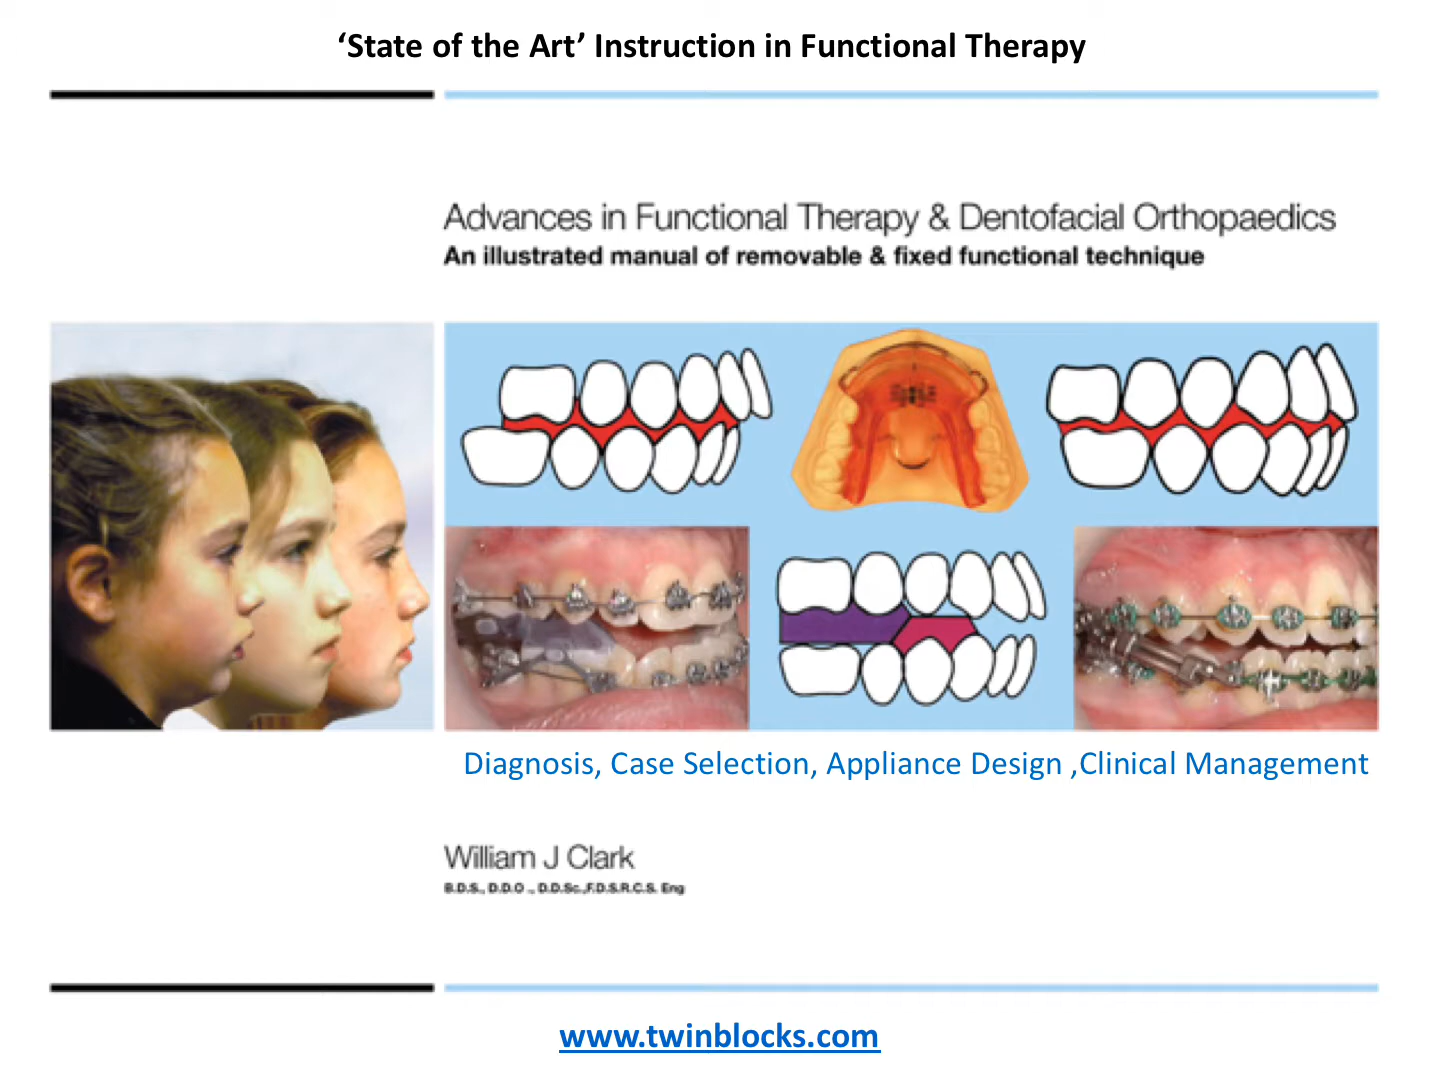 ‘State of the Art’ Instruction in Functional Therapy
Advances in Functional Therapy & Dentofacial Orthopaedics
An illustrated manual of removable & fixed functional technique
Diagnosis, Case Selection, Appliance Design ,Clinical Management
William J Clark
B.D.S., D.D.O ., D.D.Sc.,F.D.S.R.C.S. Eng
www.twinblocks.com